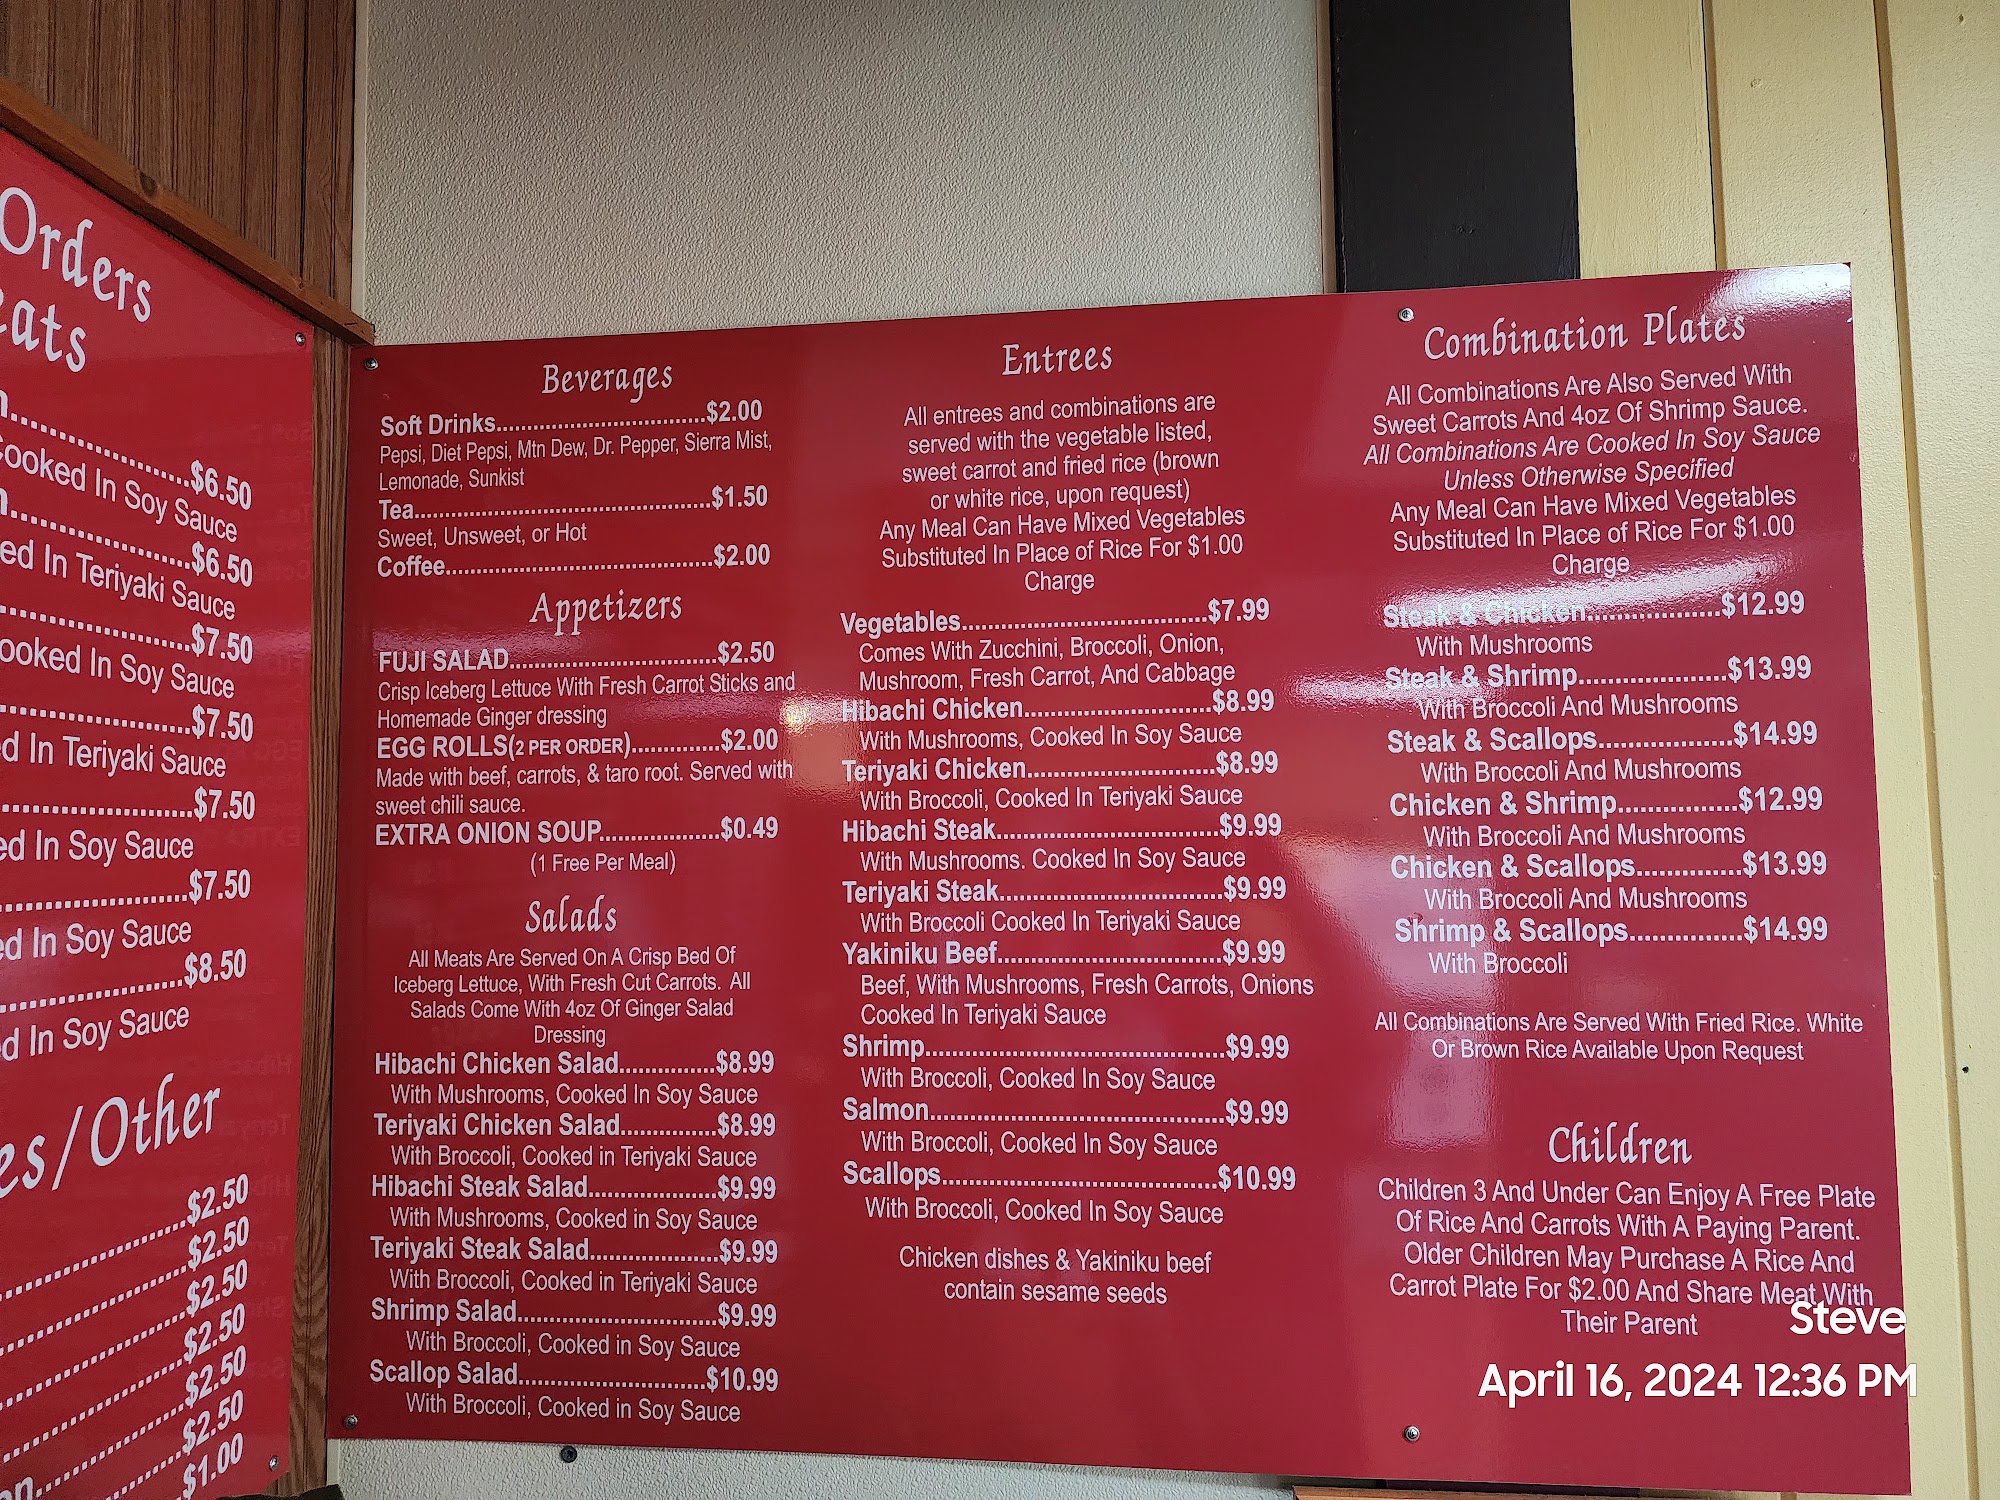 Orders
$6.50
Cooked In Soy Sauce
$6.50
In Teriyaki Sauce
$7.50
Cooked In Soy Sauce
$7.50
In Teriyaki Sauce
$7.50
In Soy Sauce
$7.50
In Soy Sauce
$8.50
In Soy Sauce
/Other
$2.50
$2.50
$2.50
$2.50
$2.50
$2.50
$1.00
Beverages
Soft Drinks..............................$2.00
Pepsi, Diet Pepsi, Mtn Dew, Dr. Pepper, Sierra Mist,
Lemonade, Sunkist
Tea...........................................$1.50
Sweet, Unsweet, or Hot
Coffee.......................................$2.00
Appetizers
FUJI SALAD..............................$2.50
Crisp Iceberg Lettuce With Fresh Carrot Sticks and
Homemade Ginger dressing
EGG ROLLS(2 PER ORDER).............$2.00
Made with beef, carrots, & taro root. Served with
sweet chili sauce.
EXTRA ONION SOUP.................$0.49
(1 Free Per Meal)
Salads
All Meats Are Served On A Crisp Bed Of
Iceberg Lettuce, With Fresh Cut Carrots. All
Salads Come With 4oz Of Ginger Salad
Dressing
Hibachi Chicken Salad..............$8.99
With Mushrooms, Cooked In Soy Sauce
Teriyaki Chicken Salad..............$8.99
With Broccoli, Cooked in Teriyaki Sauce
Hibachi Steak Salad...................$9.99
With Mushrooms, Cooked in Soy Sauce
Teriyaki Steak Salad...................$9.99
With Broccoli, Cooked in Teriyaki Sauce
Shrimp Salad.............................$9.99
With Broccoli, Cooked in Soy Sauce
Scallop Salad...........................$10.99
With Broccoli, Cooked in Soy Sauce
Entrees
All entrees and combinations are
served with the vegetable listed,
sweet carrot and fried rice (brown
or white rice, upon request)
Any Meal Can Have Mixed Vegetables
Substituted In Place of Rice For $1.00
Charge
Vegetables...................................$7.99
Comes With Zucchini, Broccoli, Onion,
Mushroom, Fresh Carrot, And Cabbage
Hibachi Chicken...........................$8.99
With Mushrooms, Cooked In Soy Sauce
Teriyaki Chicken...........................$8.99
With Broccoli, Cooked In Teriyaki Sauce
Hibachi Steak................................$9.99
With Mushrooms. Cooked In Soy Sauce
Teriyaki Steak................................$9.99
With Broccoli Cooked In Teriyaki Sauce
Yakiniku Beef................................$9.99
Beef, With Mushrooms, Fresh Carrots, Onions
Cooked In Teriyaki Sauce
Shrimp...........................................$9.99
With Broccoli, Cooked In Soy Sauce
Salmon..........................................$9.99
With Broccoli, Cooked In Soy Sauce
Scallops.......................................$10.99
With Broccoli, Cooked In Soy Sauce
Chicken dishes & Yakiniku beef
contain sesame seeds
Combination Plates
All Combinations Are Also Served With
Sweet Carrots And 4oz Of Shrimp Sauce.
All Combinations Are Cooked In Soy Sauce
Unless Otherwise Specified
Any Meal Can Have Mixed Vegetables
Substituted In Place of Rice For $1.00
Charge
Steak & Chicken...................$12.99
With Mushrooms
Steak & Shrimp.....................$13.99
With Broccoli And Mushrooms
Steak & Scallops...................$14.99
With Broccoli And Mushrooms
Chicken & Shrimp.................$12.99
With Broccoli And Mushrooms
Chicken & Scallops...............$13.99
With Broccoli And Mushrooms
Shrimp & Scallops................$14.99
With Broccoli
All Combinations Are Served With Fried Rice. White
Or Brown Rice Available Upon Request
Children
Children 3 And Under Can Enjoy A Free Plate
Of Rice And Carrots With A Paying Parent.
Older Children May Purchase A Rice And
Carrot Plate For $2.00 And Share Meat With
Their Parent
Steve
April 16, 2024 12:36 PM